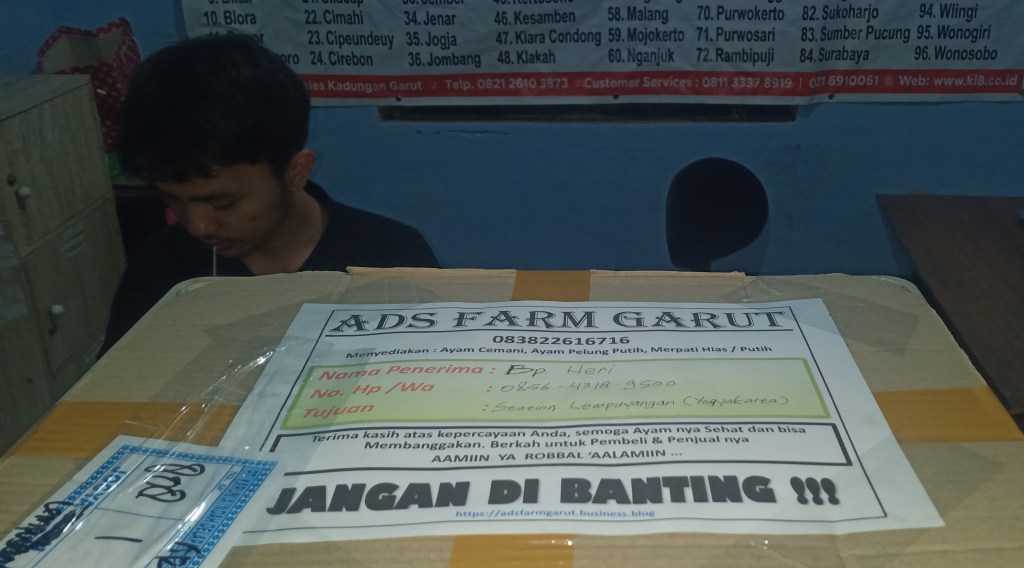 10. Blora 22. Cimahi 34. Jenar 46. Kesamben 58. Malang 70. Purwokerto 82. Sukoharjo 94. Wlingi
23. Cipeundeuy 35. Jogja 47. Kiara Condong 59. Mojokerto 71. Purwosari 83. Sumber Pucung 95. Wonogiri
24. Cirebon 36. Jombang 48. Klakah 60. Nganjuk 72. Rambipuji 84. Surabaya 96. Wonosobo
Kadungan Garut Telp. 0821 2610 3873 Customer Services : 0811 3337 8919 | 021 6910061 Web: www.ki8.co.id
ADS FARM GARUT
083822616716
Menyediakan : Ayam Cemani, Ayam Pelung Putih, Merpati Hias / Putih
Nama Penerima : Bp. Heri
No. Hp /Wa : 0856-4318-9500
Tujuan : Stasion Lempuyangan (Yogyakarta)
Terima kasih atas kepercayaan Anda, semoga Ayam nya Sehat dan bisa
Membanggakan. Berkah untuk Pembeli & Penjual nya
AAMIIN YA ROBBAL 'AALAMIIN ...
JANGAN DI BANTING !!!
https://adsfarmgarut.business.blog
1